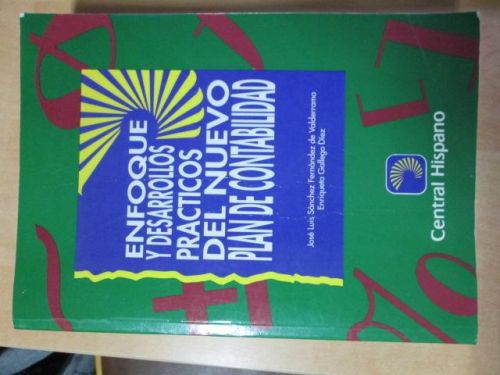 ENFOQUE
Y DESARROLLOS
PRACTICOS
DEL NUEVO
PLAN DE CONTABILIDAD
José Luis Sánchez Fernández de Valderrama
Enriqueta Gallego Díez
Central Hispano